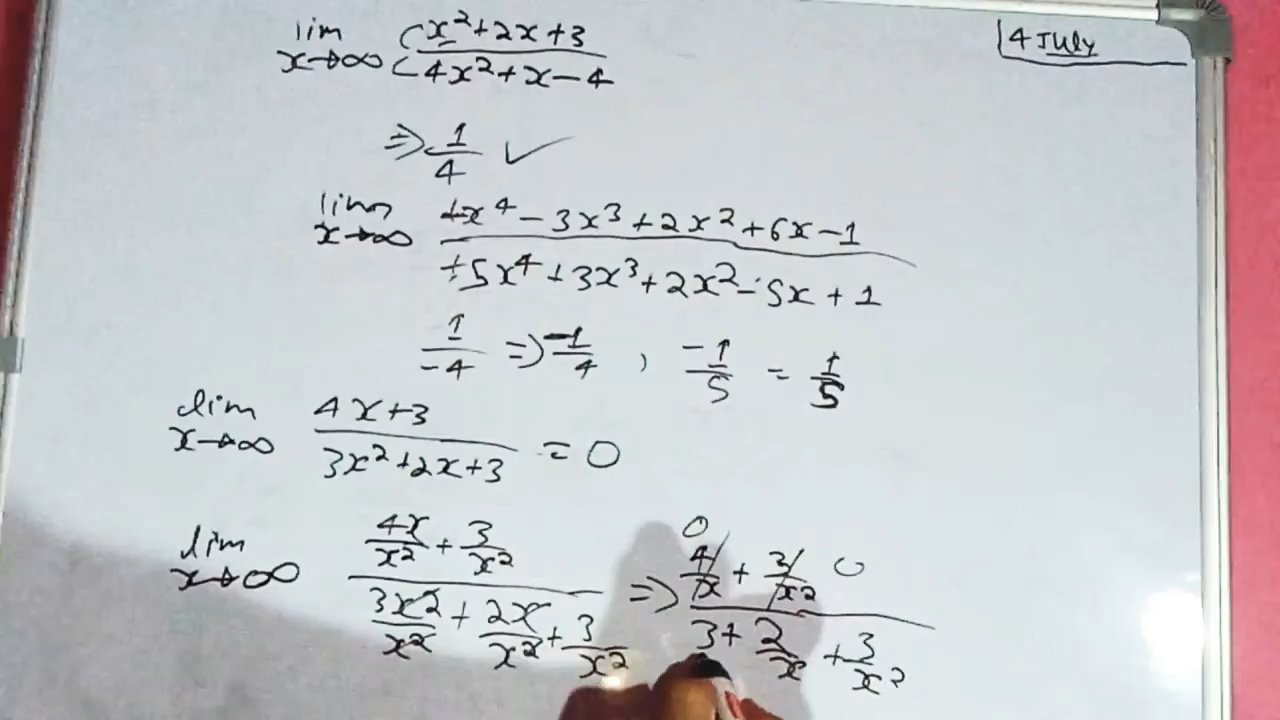 lim x→∞ (x²+2x+3)/(4x²+x-4)
4 July
⇒ 1/4 ✓
lim x→∞ (+x⁴-3x³+2x²+6x-1)/(±5x⁴+3x³+2x²-5x+1)
1/-4 ⇒ -1/4 , -1/5 = 1/5
lim x→∞ (4x+3)/(3x²+2x+3) = 0
lim x→∞ (4x/x² + 3/x²)/(3x²/x² + 2x/x² + 3/x²) ⇒ (4/x 0 + 3/x² 0)/(3 + 2/x + 3/x²)